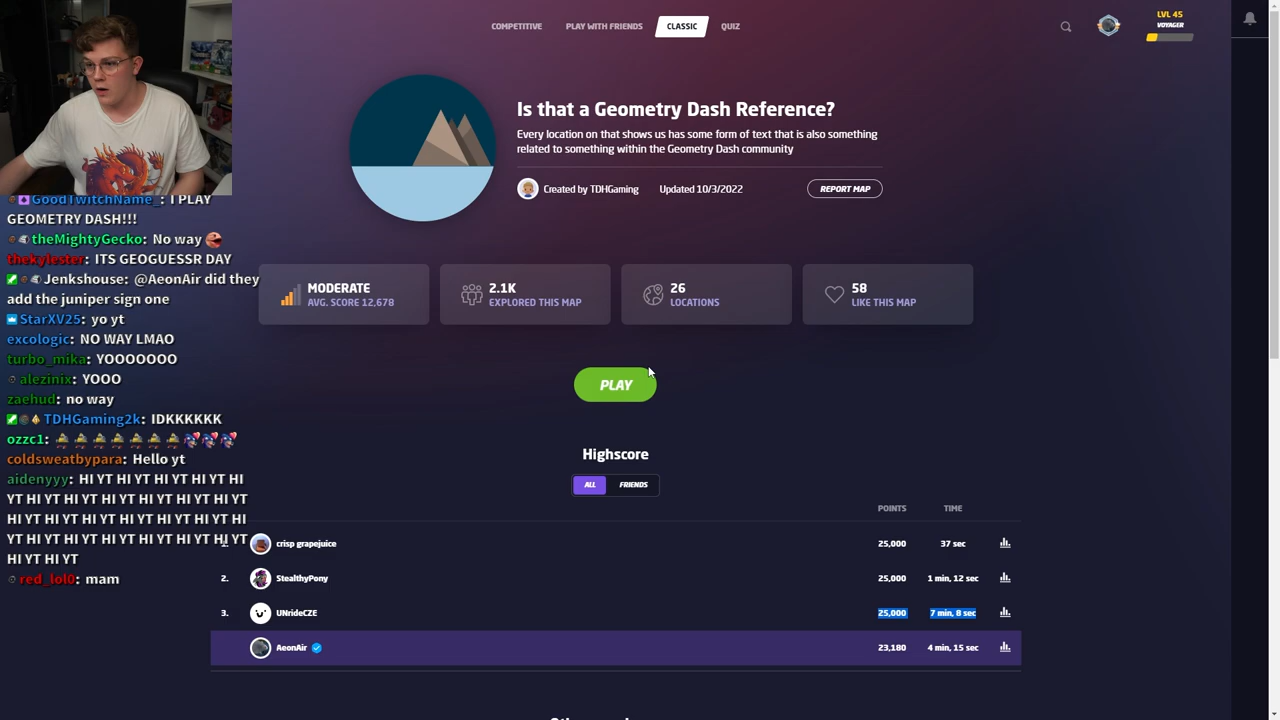 COMPETITIVE
PLAY WITH FRIENDS
CLASSIC
QUIZ
LVL 45
VOYAGER
Is that a Geometry Dash Reference?
Every location on that shows us has some form of text that is also something
related to something within the Geometry Dash community
Created by TDHGaming
Updated 10/3/2022
REPORT MAP
MODERATE
AVG. SCORE 12,678
2.1K
EXPLORED THIS MAP
26
LOCATIONS
58
LIKE THIS MAP
PLAY
Highscore
ALL
FRIENDS
POINTS
TIME
1. crisp grapejuice 25,000 37 sec
2. StealthyPony 25,000 1 min, 12 sec
3. UNrideCZE 25,000 7 min, 8 sec
AeonAir 23,180 4 min, 15 sec
GoodTwitchName_: I PLAY
GEOMETRY DASH!!!
theMightyGecko: No way
thekylester: ITS GEOGUESSR DAY
Jenkshouse: @AeonAir did they
add the juniper sign one
StarXV25: yo yt
excologic: NO WAY LMAO
turbo_mika: YOOOOOOO
alezinix: YOOO
zaehud: no way
TDHGaming2k: IDKKKKKK
ozzc1:
coldsweatbypara: Hello yt
aidenyyy: HI YT HI YT HI YT HI YT HI
YT HI YT HI YT HI YT HI YT HI YT HI YT
HI YT HI YT HI YT HI YT HI YT HI YT HI
YT HI YT HI YT HI YT HI YT HI YT HI YT
HI YT HI YT
red_lol0: mam